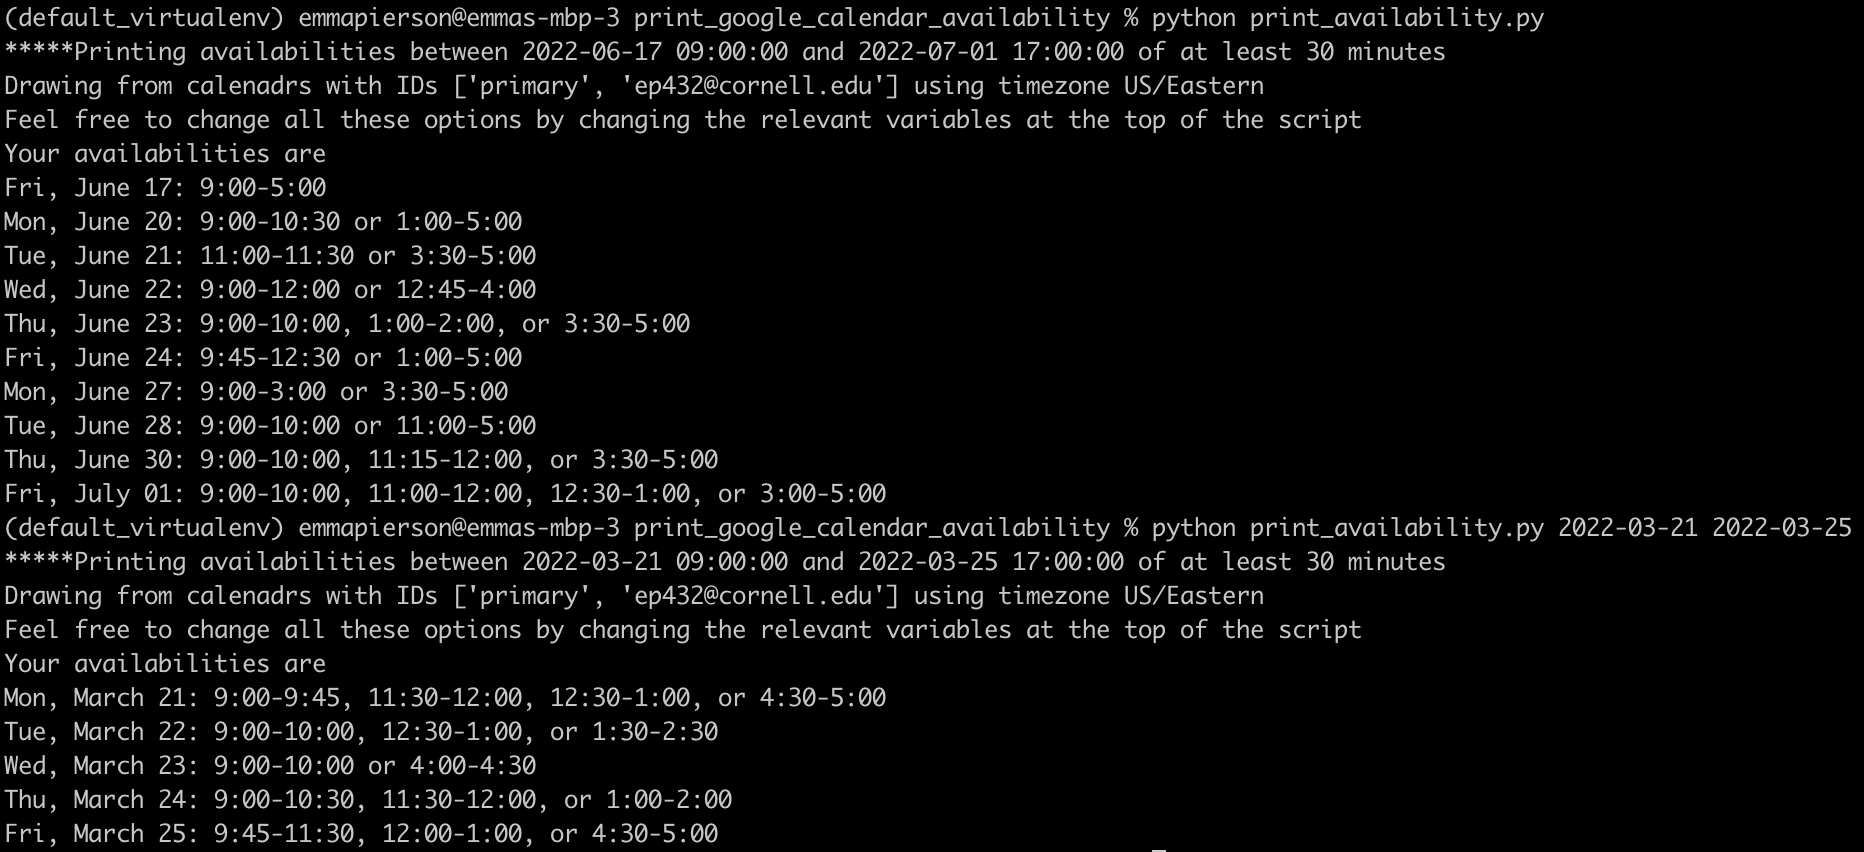 (default_virtualenv) emmapierson@emmas-mbp-3 print_google_calendar_availability % python print_availability.py
*****Printing availabilities between 2022-06-17 09:00:00 and 2022-07-01 17:00:00 of at least 30 minutes
Drawing from calenadrs with IDs ['primary', 'ep432@cornell.edu'] using timezone US/Eastern
Feel free to change all these options by changing the relevant variables at the top of the script
Your availabilities are
Fri, June 17: 9:00-5:00
Mon, June 20: 9:00-10:30 or 1:00-5:00
Tue, June 21: 11:00-11:30 or 3:30-5:00
Wed, June 22: 9:00-12:00 or 12:45-4:00
Thu, June 23: 9:00-10:00, 1:00-2:00, or 3:30-5:00
Fri, June 24: 9:45-12:30 or 1:00-5:00
Mon, June 27: 9:00-3:00 or 3:30-5:00
Tue, June 28: 9:00-10:00 or 11:00-5:00
Thu, June 30: 9:00-10:00, 11:15-12:00, or 3:30-5:00
Fri, July 01: 9:00-10:00, 11:00-12:00, 12:30-1:00, or 3:00-5:00
(default_virtualenv) emmapierson@emmas-mbp-3 print_google_calendar_availability % python print_availability.py 2022-03-21 2022-03-25
*****Printing availabilities between 2022-03-21 09:00:00 and 2022-03-25 17:00:00 of at least 30 minutes
Drawing from calenadrs with IDs ['primary', 'ep432@cornell.edu'] using timezone US/Eastern
Feel free to change all these options by changing the relevant variables at the top of the script
Your availabilities are
Mon, March 21: 9:00-9:45, 11:30-12:00, 12:30-1:00, or 4:30-5:00
Tue, March 22: 9:00-10:00, 12:30-1:00, or 1:30-2:30
Wed, March 23: 9:00-10:00 or 4:00-4:30
Thu, March 24: 9:00-10:30, 11:30-12:00, or 1:00-2:00
Fri, March 25: 9:45-11:30, 12:00-1:00, or 4:30-5:00